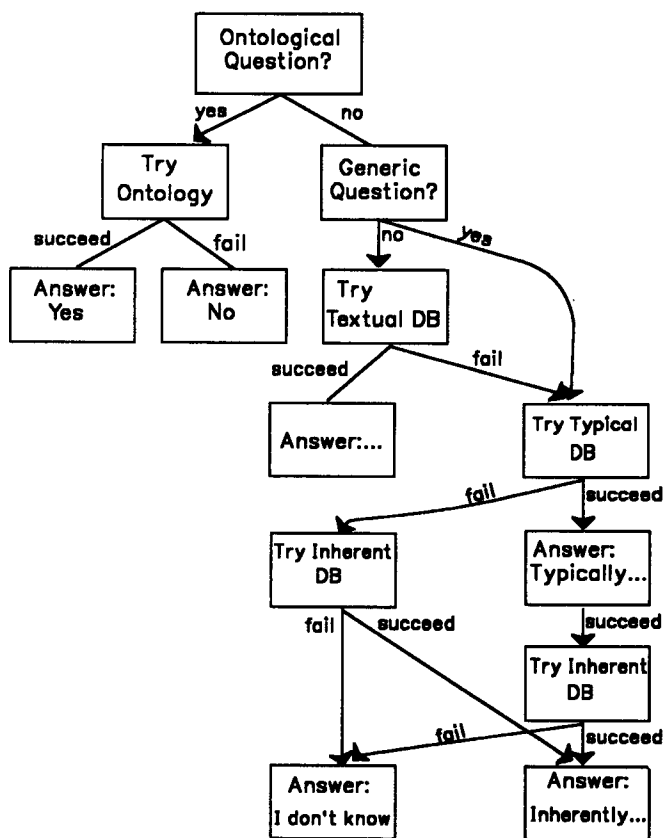 Ontological
Question?
yes
no
Try
Ontology
Generic
Question?
succeed
fail
no
yes
Answer:
Yes
Answer:
No
Try
Textual DB
succeed
fail
Answer:...
Try Typical
DB
fail
succeed
Try Inherent
DB
Answer:
Typically...
fail
succeed
succeed
Try Inherent
DB
fail
succeed
Answer:
I don't know
Answer:
Inherently...